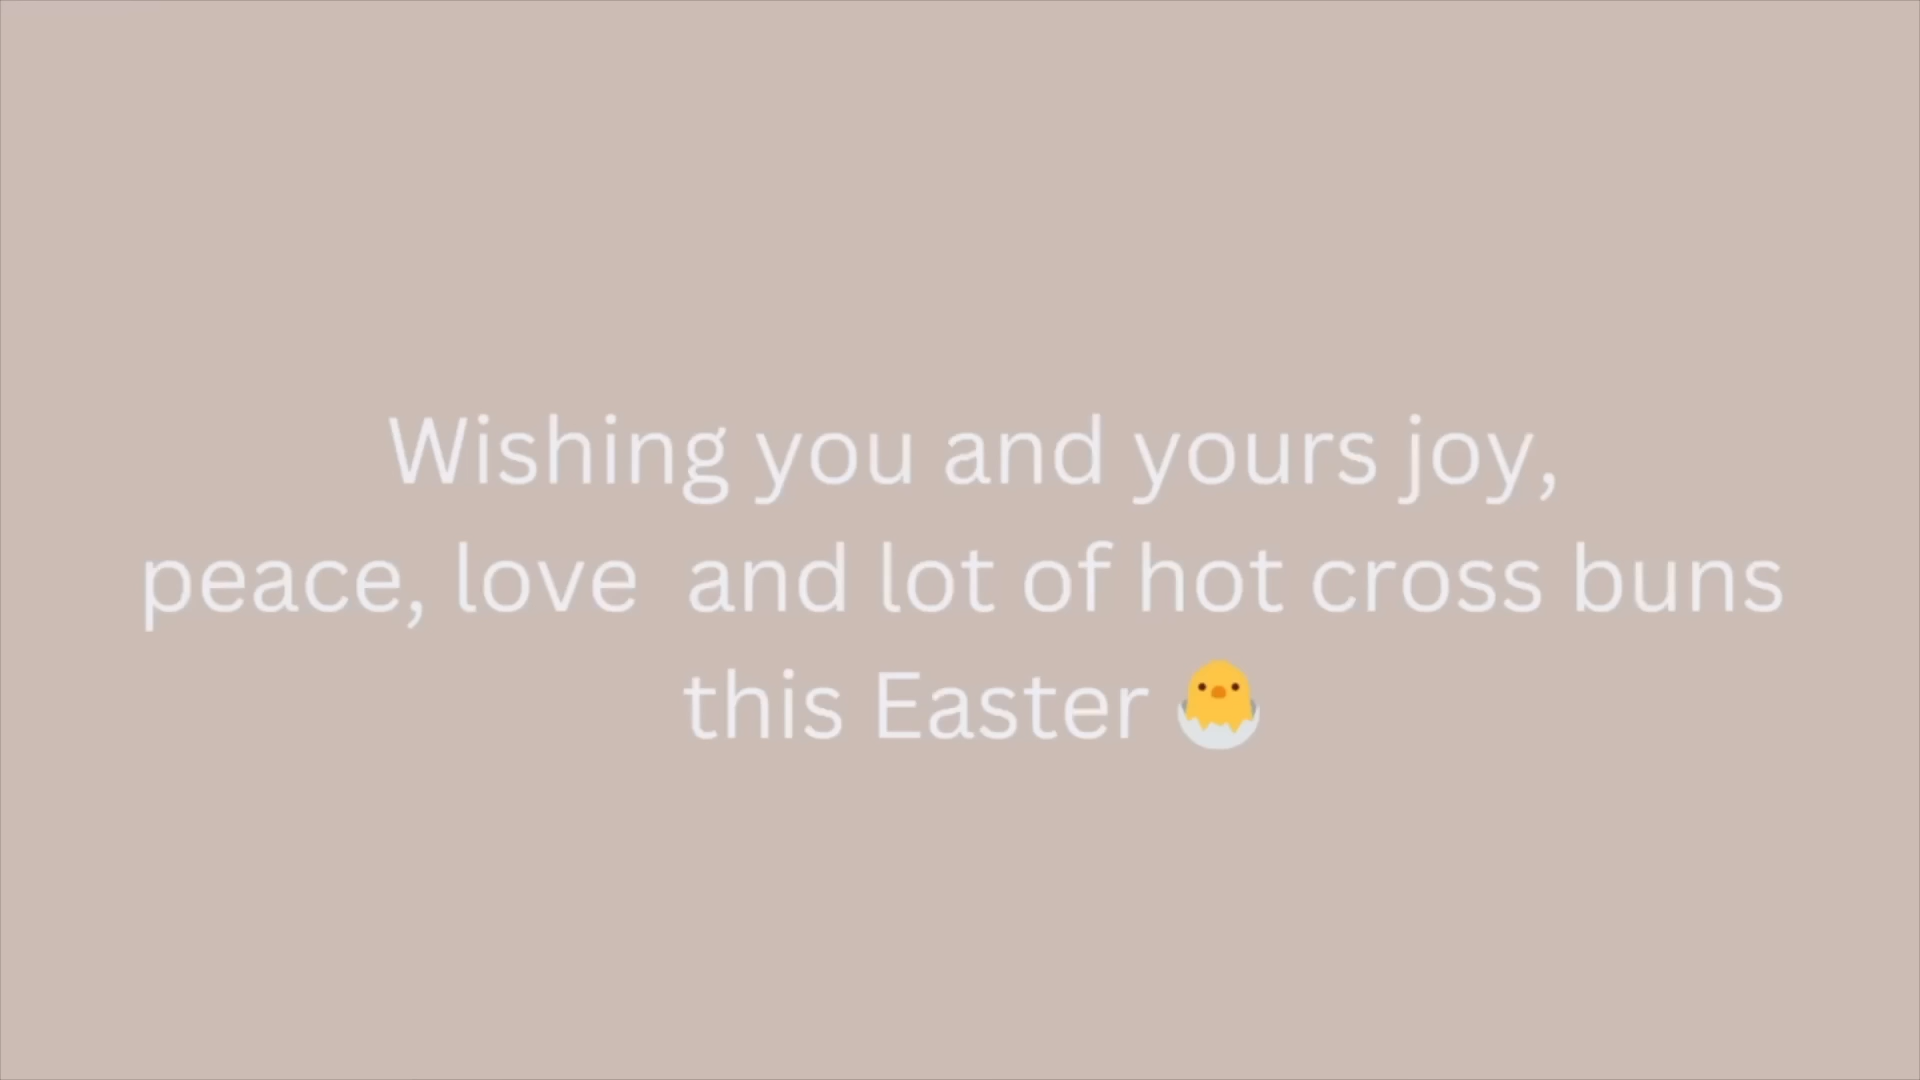 Wishing you and yours joy,
peace, love  and lot of hot cross buns
this Easter 🐣